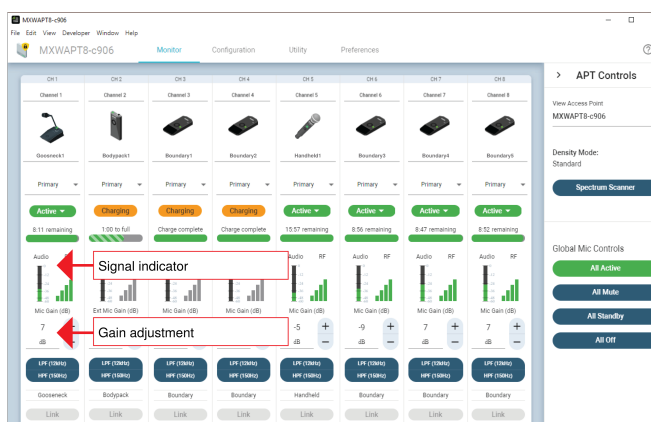 MXWAPT8-c906
File Edit View Developer Window Help
MXWAPT8-c906 Monitor Configuration Utility Preferences
CH 1 CH 2 CH 3 CH 4 CH 5 CH 6 CH 7 CH 8
Channel 1 Channel 2 Channel 3 Channel 4 Channel 5 Channel 6 Channel 7 Channel 8
Gooseneck1 Bodypack1 Boundary1 Boundary2 Handheld1 Boundary3 Boundary4 Boundary5
Primary Primary Primary Primary Primary Primary Primary Primary
Active Charging Charging Charging Active Active Active Active
8:11 remaining 1:00 to full Charge complete Charge complete 15:57 remaining 8:56 remaining 8:47 remaining 8:52 remaining
Audio RF Audio RF Audio RF Audio RF Audio RF
Signal indicator
Mic Gain (dB) Ext Mic Gain (dB) Mic Gain (dB) Mic Gain (dB) Mic Gain (dB) Mic Gain (dB) Mic Gain (dB) Mic Gain (dB)
7 + -5 + -9 + 7 + 7 +
Gain adjustment
dB dB − dB − dB − dB −
LPF (12kHz) LPF (12kHz) LPF (12kHz) LPF (12kHz) LPF (12kHz) LPF (12kHz) LPF (12kHz) LPF (12kHz)
HPF (150Hz) HPF (150Hz) HPF (150Hz) HPF (150Hz) HPF (150Hz) HPF (150Hz) HPF (150Hz) HPF (150Hz)
Gooseneck Bodypack Boundary Boundary Handheld Boundary Boundary Boundary
Link Link Link Link Link Link Link Link
> APT Controls
View Access Point
MXWAPT8-c906
Density Mode:
Standard
Spectrum Scanner
Global Mic Controls
All Active
All Mute
All Standby
All Off